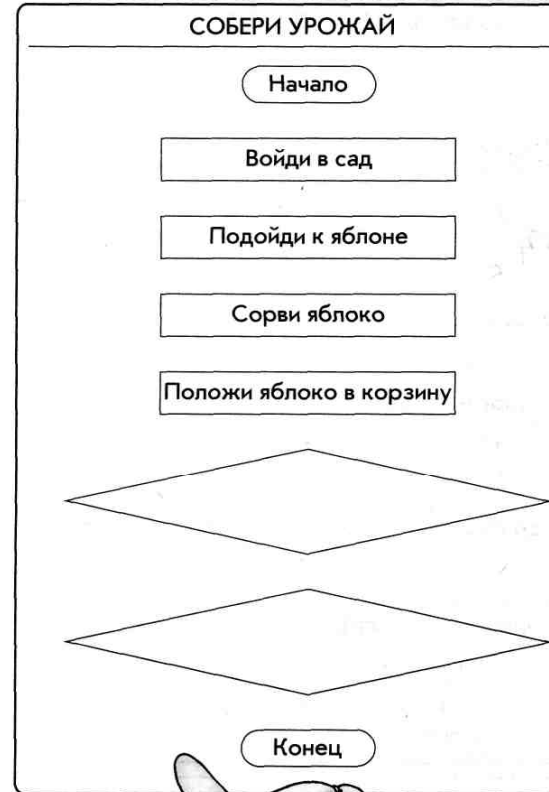 СОБЕРИ УРОЖАЙ
Начало
Войди в сад
Подойди к яблоне
Сорви яблоко
Положи яблоко в корзину
Конец